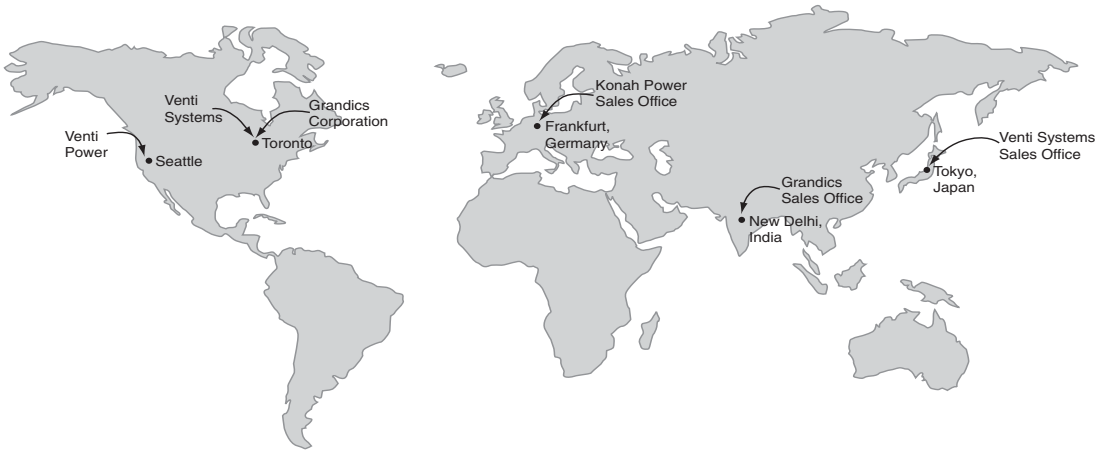 Venti
Systems
Grandics
Corporation
Toronto
Venti
Power
Seattle
Konah Power
Sales Office
Frankfurt,
Germany
Grandics
Sales Office
New Delhi,
India
Venti Systems
Sales Office
Tokyo,
Japan